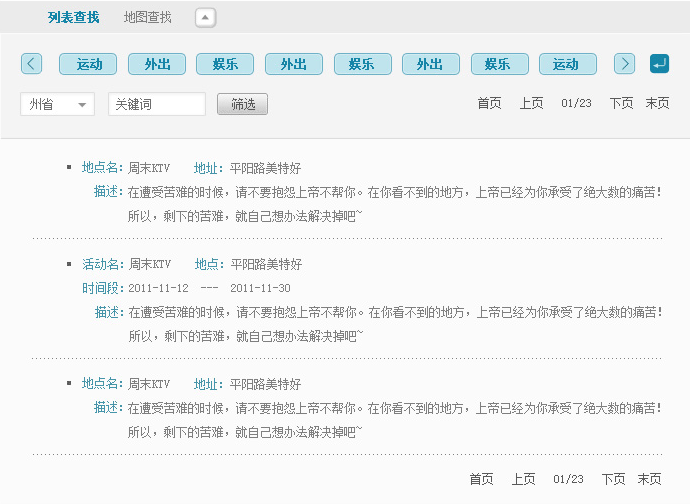 列表查找 地图查找
运动 外出 娱乐 外出 娱乐 外出 娱乐 运动
州省 关键词 筛选 首页 上页 01/23 下页 末页
地点名：周末KTV 地址：平阳路美特好
描述：在遭受苦难的时候，请不要抱怨上帝不帮你。在你看不到的地方，上帝已经为你承受了绝大数的痛苦！
所以，剩下的苦难，就自己想办法解决掉吧~
活动名：周末KTV 地点：平阳路美特好
时间段：2011-11-12 --- 2011-11-30
描述：在遭受苦难的时候，请不要抱怨上帝不帮你。在你看不到的地方，上帝已经为你承受了绝大数的痛苦！
所以，剩下的苦难，就自己想办法解决掉吧~
地点名：周末KTV 地址：平阳路美特好
描述：在遭受苦难的时候，请不要抱怨上帝不帮你。在你看不到的地方，上帝已经为你承受了绝大数的痛苦！
所以，剩下的苦难，就自己想办法解决掉吧~
首页 上页 01/23 下页 末页